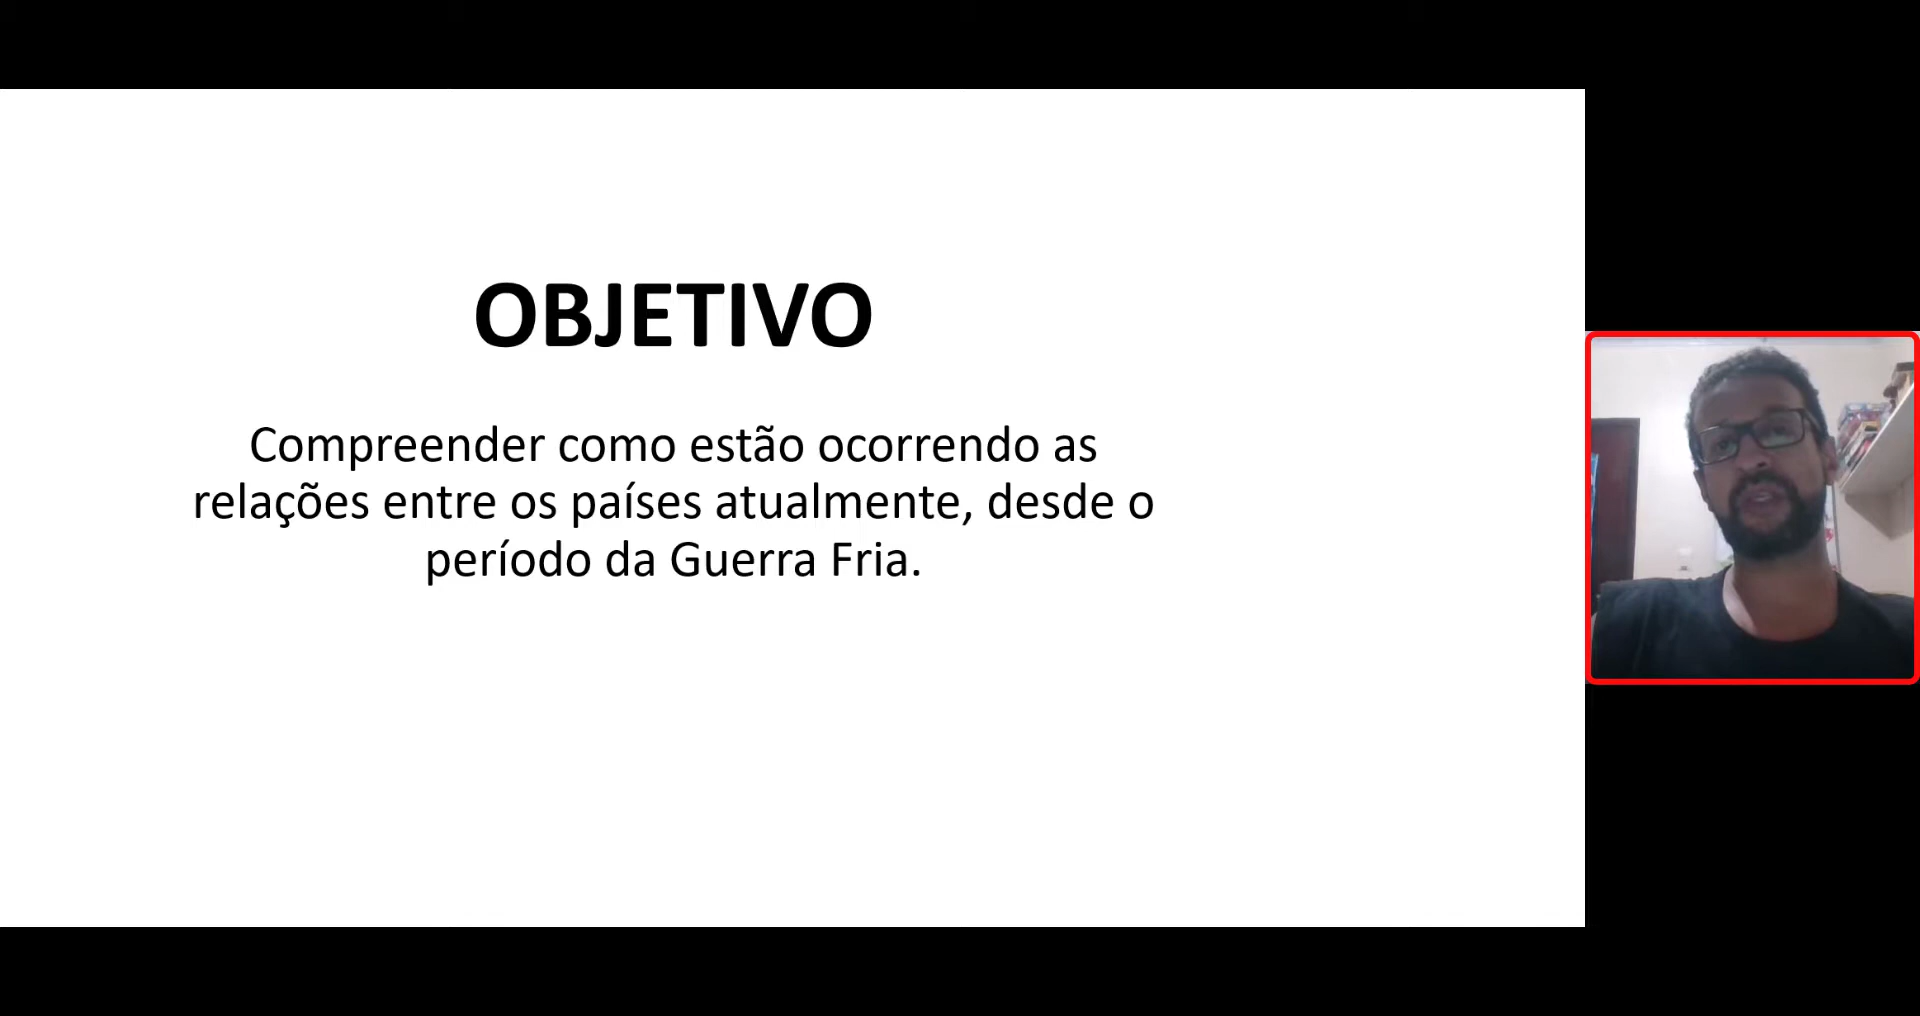 OBJETIVO
Compreender como estão ocorrendo as
relações entre os países atualmente, desde o
período da Guerra Fria.